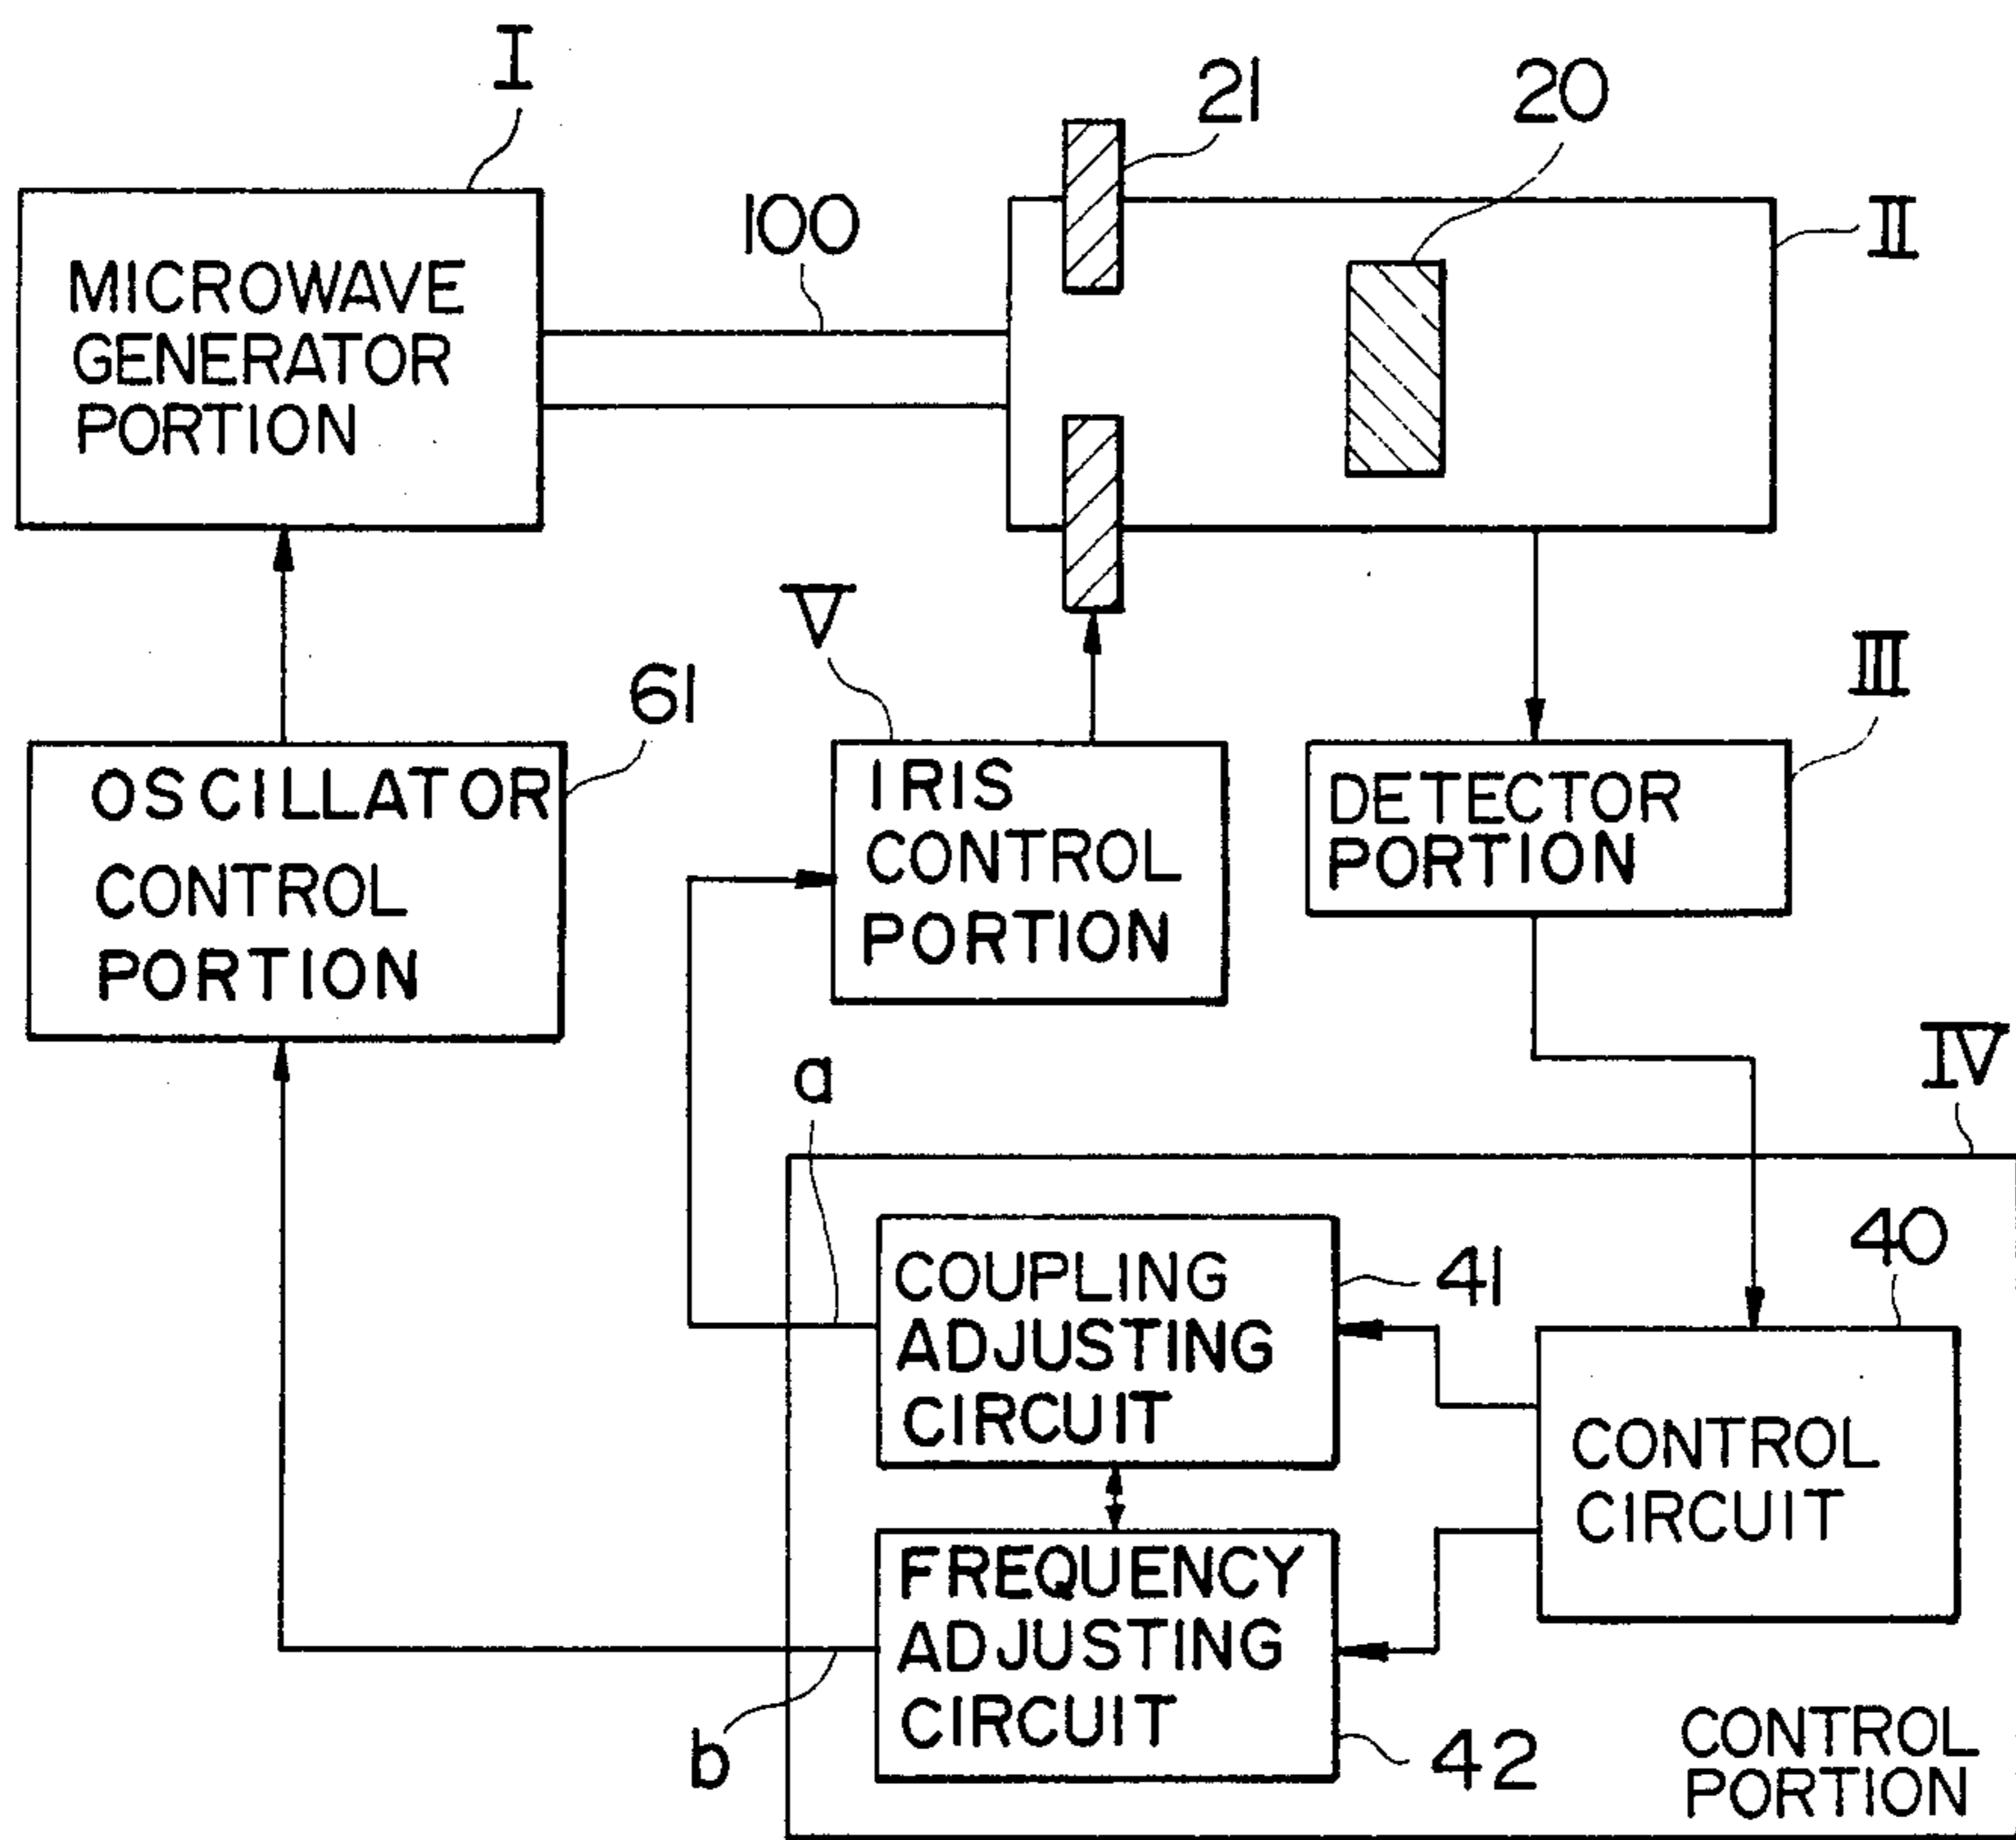 I
21
20
100
II
MICROWAVE
GENERATOR
PORTION
V
III
61
OSCILLATOR
CONTROL
PORTION
IRIS
CONTROL
PORTION
DETECTOR
PORTION
IV
a
40
COUPLING
ADJUSTING
CIRCUIT
41
CONTROL
CIRCUIT
FREQUENCY
ADJUSTING
CIRCUIT
b
42
CONTROL
PORTION